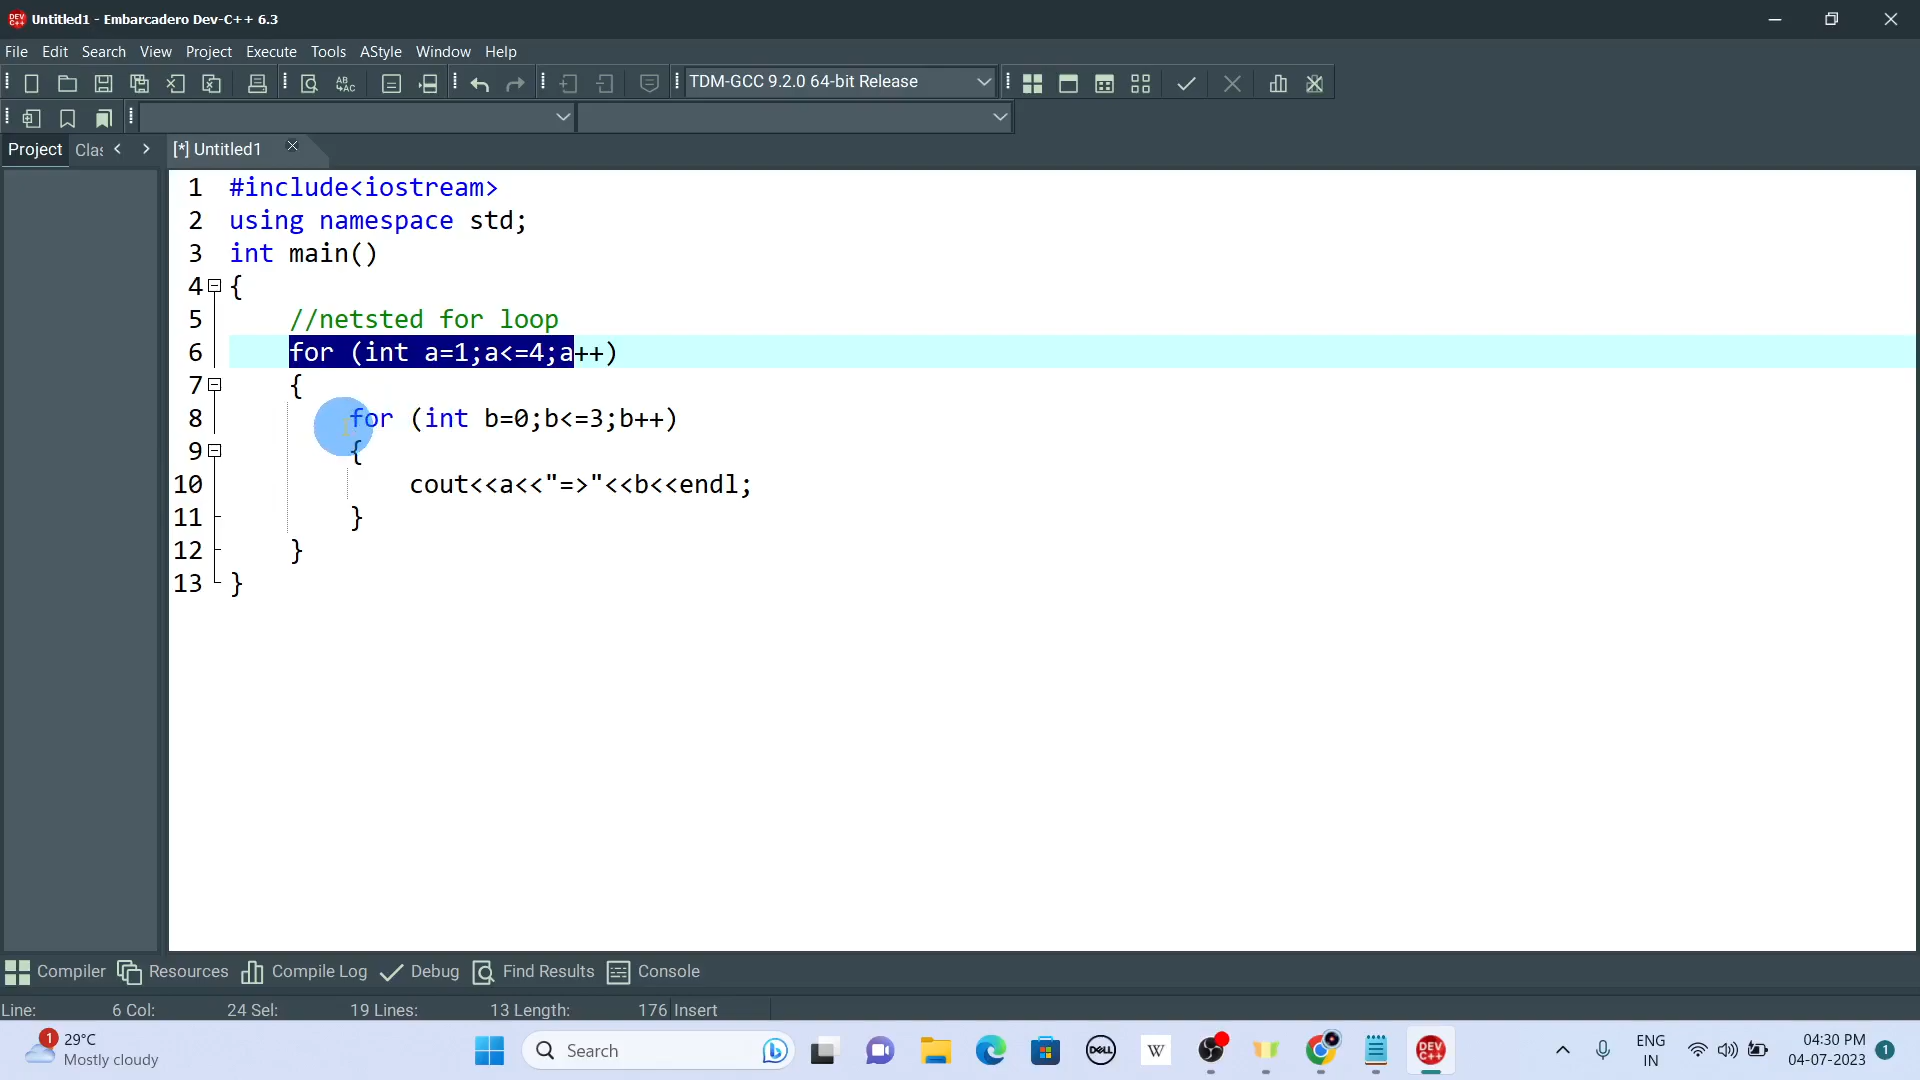 Untitled1 - Embarcadero Dev-C++ 6.3
File Edit Search View Project Execute Tools AStyle Window Help
TDM-GCC 9.2.0 64-bit Release
Project Clas
[*] Untitled1
1 #include<iostream>
2 using namespace std;
3 int main()
4 {
5 //netsted for loop
6 for (int a=1;a<=4;a++)
7 {
8 for (int b=0;b<=3;b++)
9 {
10 cout<<a<<"=>"<<b<<endl;
11 }
12 }
13 }
Compiler Resources Compile Log Debug Find Results Console
Line: 6 Col: 24 Sel: 19 Lines: 13 Length: 176 Insert
1 29°C
Mostly cloudy
Search
DELL
W
DEV
C++
ENG
IN
04:30 PM
04-07-2023
1